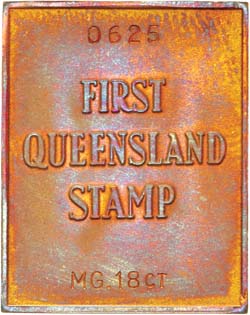 0625
FIRST
QUEENSLAND
STAMP
MG. 18CT